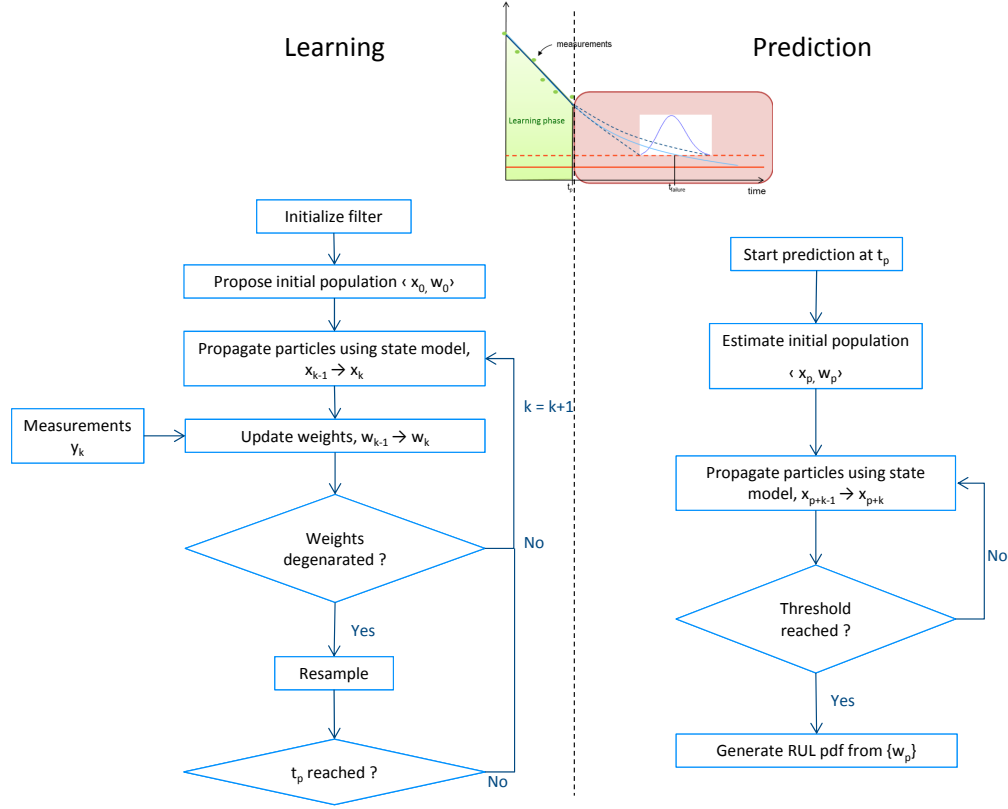 Learning
Prediction
measurements
Learning phase
tₚ
t_failure
time
Initialize filter
Propose initial population ‹ x₀, w₀›
Propagate particles using state model,
xₖ₋₁ → xₖ
k = k+1
Measurements
yₖ
Update weights, wₖ₋₁ → wₖ
Weights
degenarated ?
No
Yes
Resample
tₚ reached ?
No
Start prediction at tₚ
Estimate initial population
‹ xₚ, wₚ›
Propagate particles using state
model, xₚ₊ₖ₋₁ → xₚ₊ₖ
No
Threshold
reached ?
Yes
Generate RUL pdf from {wₚ}